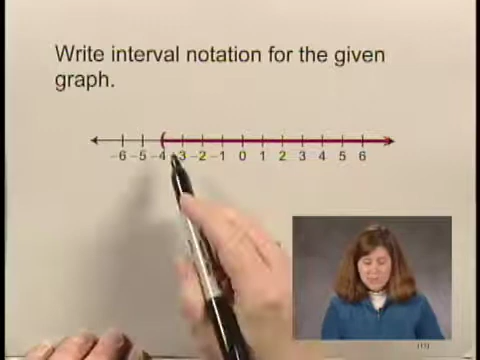 Write interval notation for the given
graph.
–6 –5 –4 –3 –2 –1 0 1 2 3 4 5 6